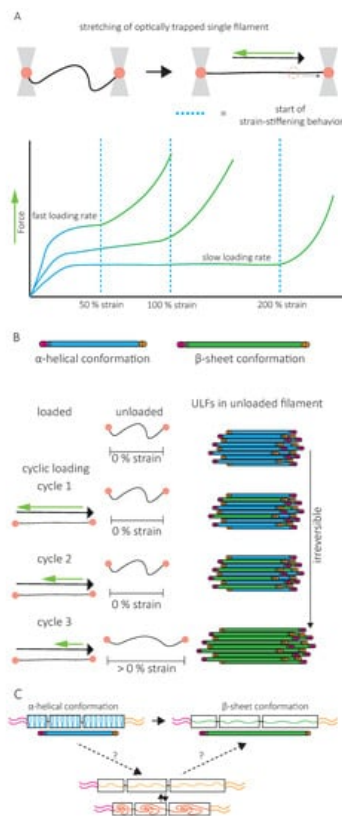 A
stretching of optically trapped single filament
start of
strain-stiffening behavior
Force
fast loading rate
slow loading rate
50 % strain
100 % strain
200 % strain
B
α-helical conformation
β-sheet conformation
loaded
unloaded
ULFs in unloaded filament
0 % strain
cyclic loading
cycle 1
0 % strain
cycle 2
0 % strain
cycle 3
> 0 % strain
irreversible
C
α-helical conformation
β-sheet conformation
?
?